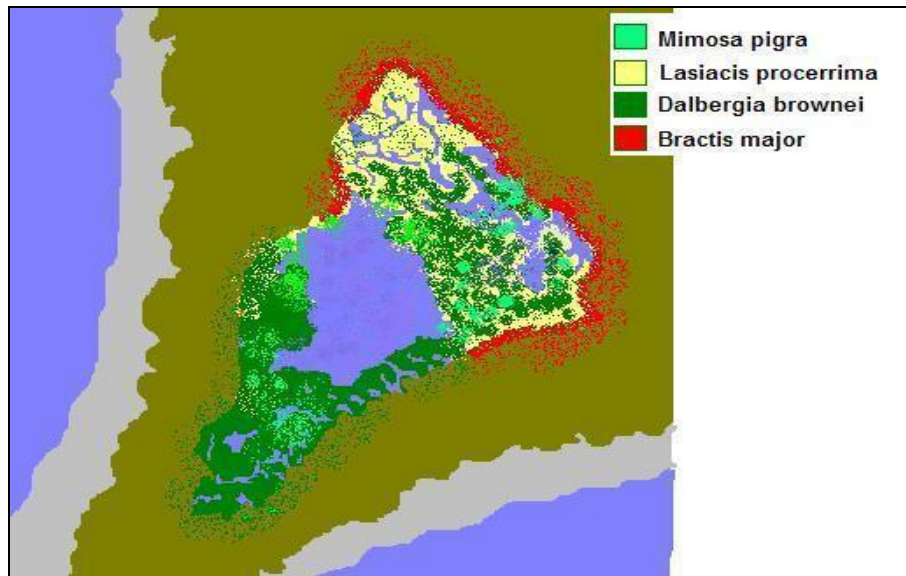 Mimosa pigra
Lasiacis procerrima
Dalbergia brownei
Bractis major